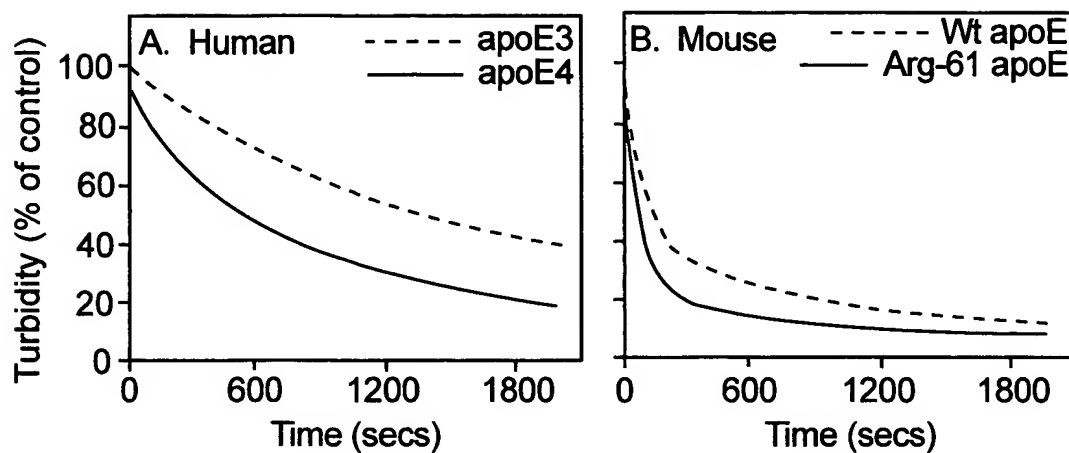 A. Human
apoE3
apoE4
B. Mouse
Wt apoE
Arg-61 apoE
Turbidity (% of control)
100
80
60
40
20
0
0 600 1200 1800
Time (secs)
0 600 1200 1800
Time (secs)